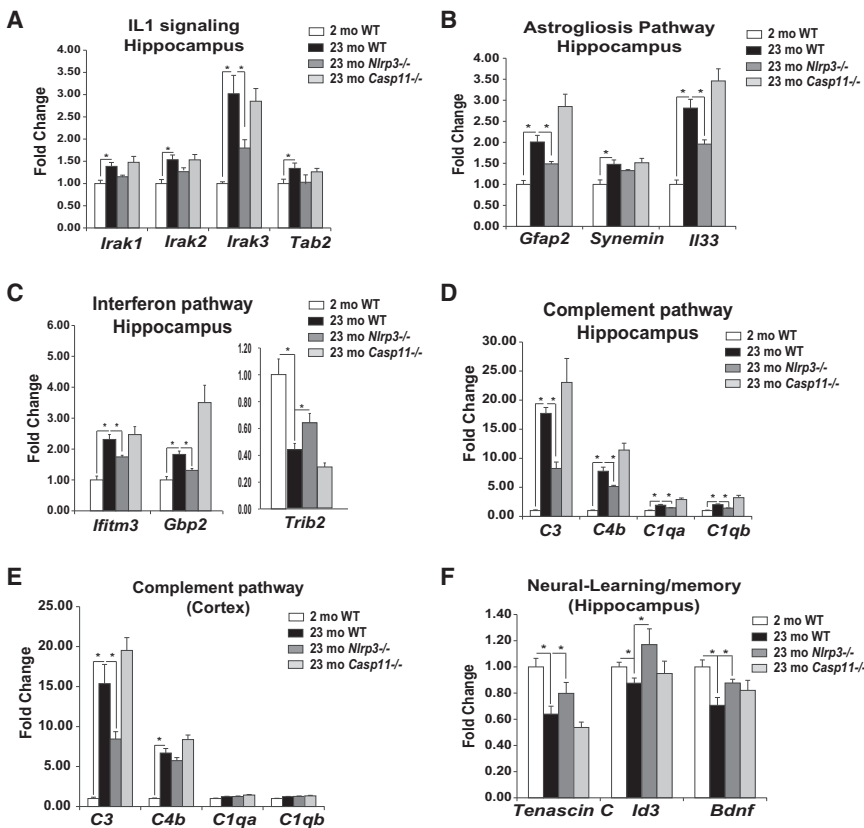 A
IL1 signaling
Hippocampus
2 mo WT
23 mo WT
23 mo Nlrp3-/-
23 mo Casp11-/-
Fold Change
4.00
3.50
3.00
2.50
2.00
1.50
1.00
0.50
0.00
* *
*
*
*
Irak1 Irak2 Irak3 Tab2
B
Astrogliosis Pathway
Hippocampus
2 mo WT
23 mo WT
23 mo Nlrp3-/-
23 mo Casp11-/-
Fold Change
4.00
3.50
3.00
2.50
2.00
1.50
1.00
0.50
0.00
* *
*
* *
Gfap2 Synemin Il33
C
Interferon pathway
Hippocampus
2 mo WT
23 mo WT
23 mo Nlrp3-/-
23 mo Casp11-/-
Fold Change
6.00
5.00
4.00
3.00
2.00
1.00
0.00
* *
* *
Ifitm3 Gbp2
1.20
1.00
0.80
0.60
0.40
0.20
0.00
*
*
Trib2
D
Complement pathway
Hippocampus
2 mo WT
23 mo WT
23 mo Nlrp3-/-
23 mo Casp11-/-
Fold Change
30.00
25.00
20.00
15.00
10.00
5.00
0.00
* *
* *
* *
* *
C3 C4b C1qa C1qb
E
Complement pathway
(Cortex)
2 mo WT
23 mo WT
23 mo Nlrp3-/-
23 mo Casp11-/-
Fold Change
25.00
20.00
15.00
10.00
5.00
0.00
* *
*
C3 C4b C1qa C1qb
F
Neural-Learning/memory
(Hippocampus)
2 mo WT
23 mo WT
23 mo Nlrp3-/-
23 mo Casp11-/-
Fold Change
1.40
1.20
1.00
0.80
0.60
0.40
0.20
0.00
* *
*
*
* *
Tenascin C Id3 Bdnf